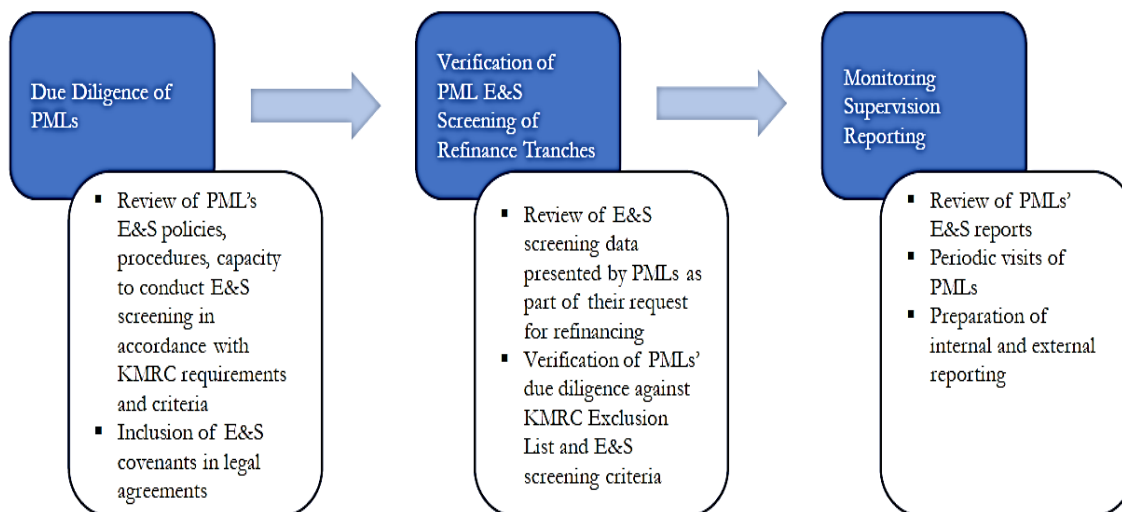 Due Diligence of
PMLs
▪ Review of PML's
E&S policies,
procedures, capacity
to conduct E&S
screening in
accordance with
KMRC requirements
and criteria
▪ Inclusion of E&S
covenants in legal
agreements
Verification of
PML E&S
Screening of
Refinance Tranches
▪ Review of E&S
screening data
presented by PMLs as
part of their request
for refinancing
▪ Verification of PMLs'
due diligence against
KMRC Exclusion
List and E&S
screening criteria
Monitoring
Supervision
Reporting
▪ Review of PMLs'
E&S reports
▪ Periodic visits of
PMLs
▪ Preparation of
internal and external
reporting